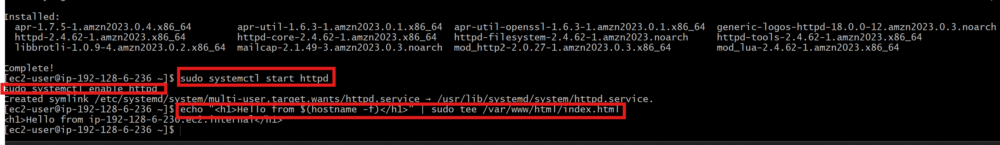 Installed:
apr-1.7.5-1.amzn2023.0.4.x86_64 apr-util-1.6.3-1.amzn2023.0.1.x86_64 apr-util-openssl-1.6.3-1.amzn2023.0.1.x86_64 generic-logos-httpd-18.0.0-12.amzn2023.0.3.noarch
httpd-2.4.62-1.amzn2023.x86_64 httpd-core-2.4.62-1.amzn2023.x86_64 httpd-filesystem-2.4.62-1.amzn2023.noarch httpd-tools-2.4.62-1.amzn2023.x86_64
libbrotli-1.0.9-4.amzn2023.0.2.x86_64 mailcap-2.1.49-3.amzn2023.0.3.noarch mod_http2-2.0.27-1.amzn2023.0.3.x86_64 mod_lua-2.4.62-1.amzn2023.x86_64
Complete!
[ec2-user@ip-192-128-6-236 ~]$ sudo systemctl start httpd
sudo systemctl enable httpd
Created symlink /etc/systemd/system/multi-user.target.wants/httpd.service → /usr/lib/systemd/system/httpd.service.
[ec2-user@ip-192-128-6-236 ~]$ echo "<h1>Hello from $(hostname -f)</h1>" | sudo tee /var/www/html/index.html
<h1>Hello from ip-192-128-6-236.ec2.internal</h1>
[ec2-user@ip-192-128-6-236 ~]$